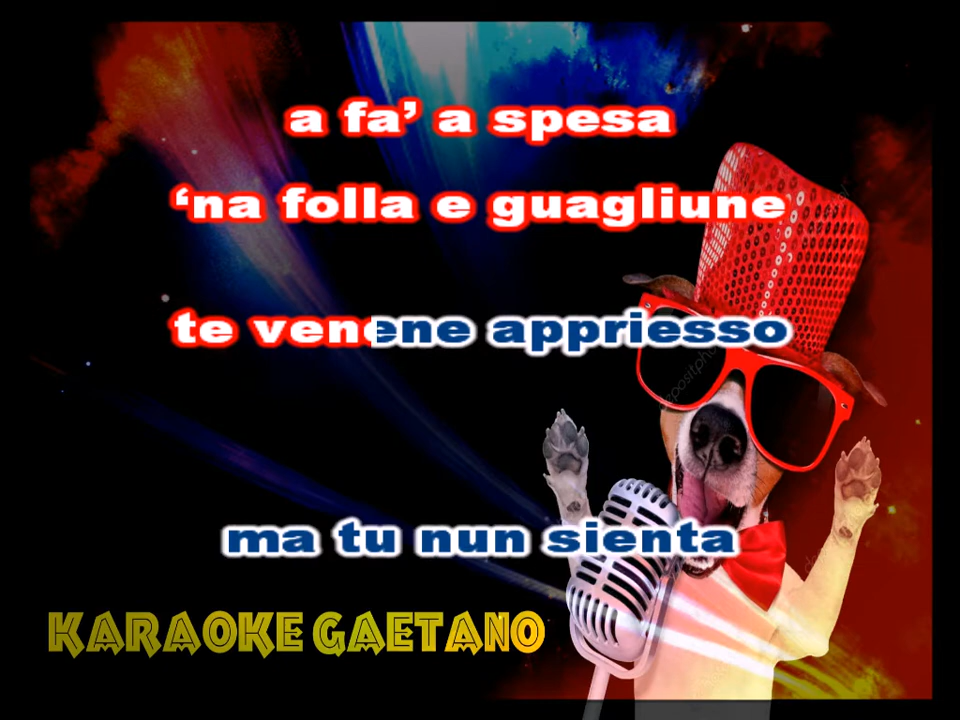 a fa’ a spesa
‘na folla e guagliune
te venene appriesso
ma tu nun sienta
KARAOKE GAETANO